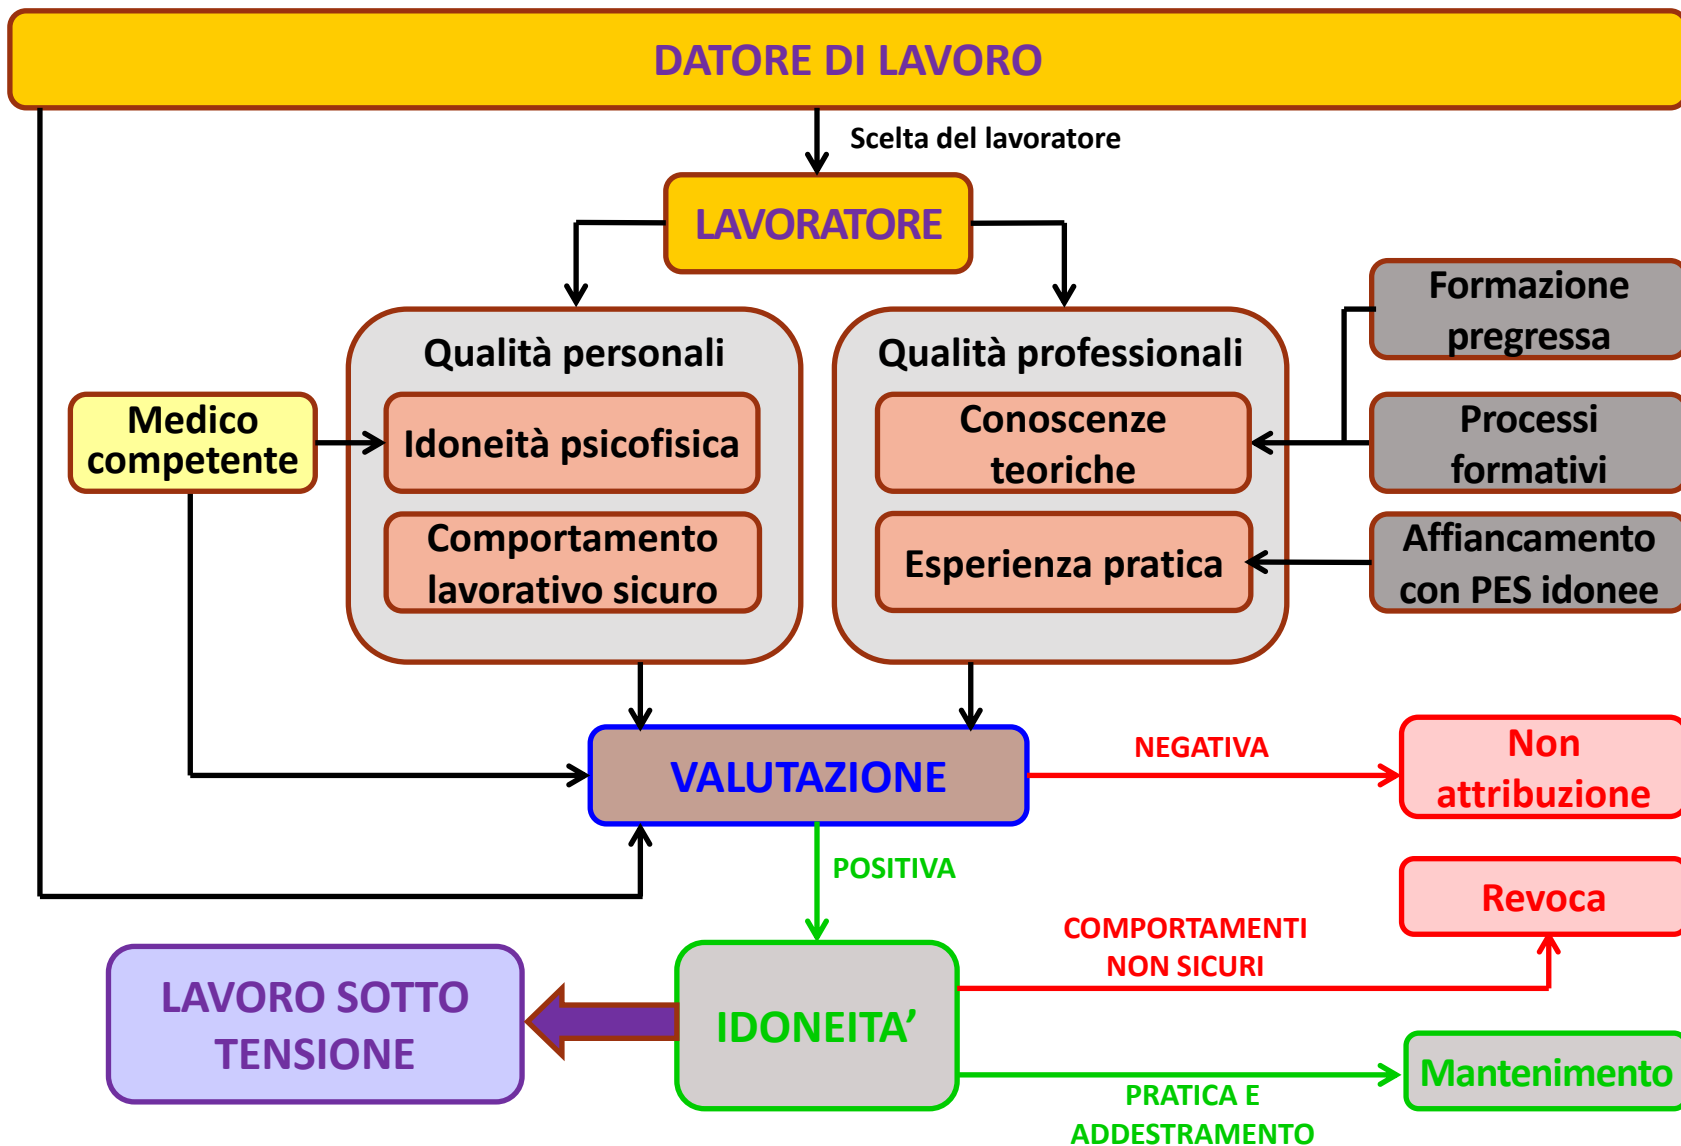 DATORE DI LAVORO
Scelta del lavoratore
LAVORATORE
Qualità personali
Qualità professionali
Formazione
pregressa
Medico
competente
Idoneità psicofisica
Conoscenze
teoriche
Processi
formativi
Comportamento
lavorativo sicuro
Esperienza pratica
Affiancamento
con PES idonee
VALUTAZIONE
NEGATIVA
Non
attribuzione
POSITIVA
Revoca
COMPORTAMENTI
NON SICURI
LAVORO SOTTO
TENSIONE
IDONEITA’
Mantenimento
PRATICA E
ADDESTRAMENTO